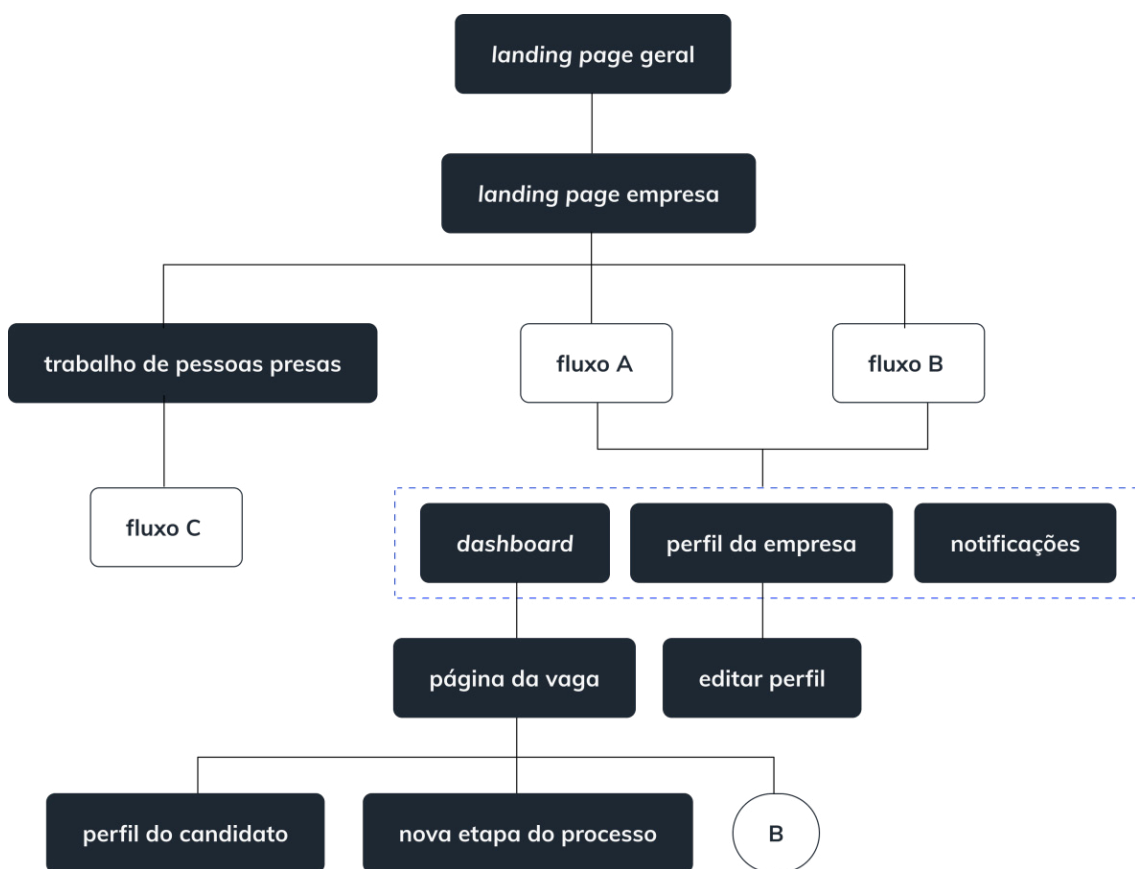 landing page geral
landing page empresa
trabalho de pessoas presas
fluxo A
fluxo B
fluxo C
dashboard
perfil da empresa
notificações
página da vaga
editar perfil
perfil do candidato
nova etapa do processo
B